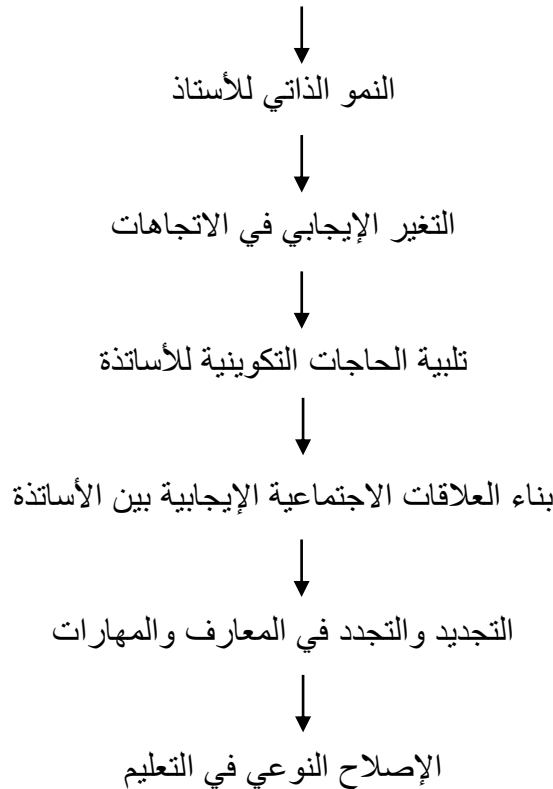 النمو الذاتي للأستاذ
التغير الإيجابي في الاتجاهات
تلبية الحاجات التكوينية للأساتذة
بناء العلاقات الاجتماعية الإيجابية بين الأساتذة
التجديد والتجدد في المعارف والمهارات
الإصلاح النوعي في التعليم